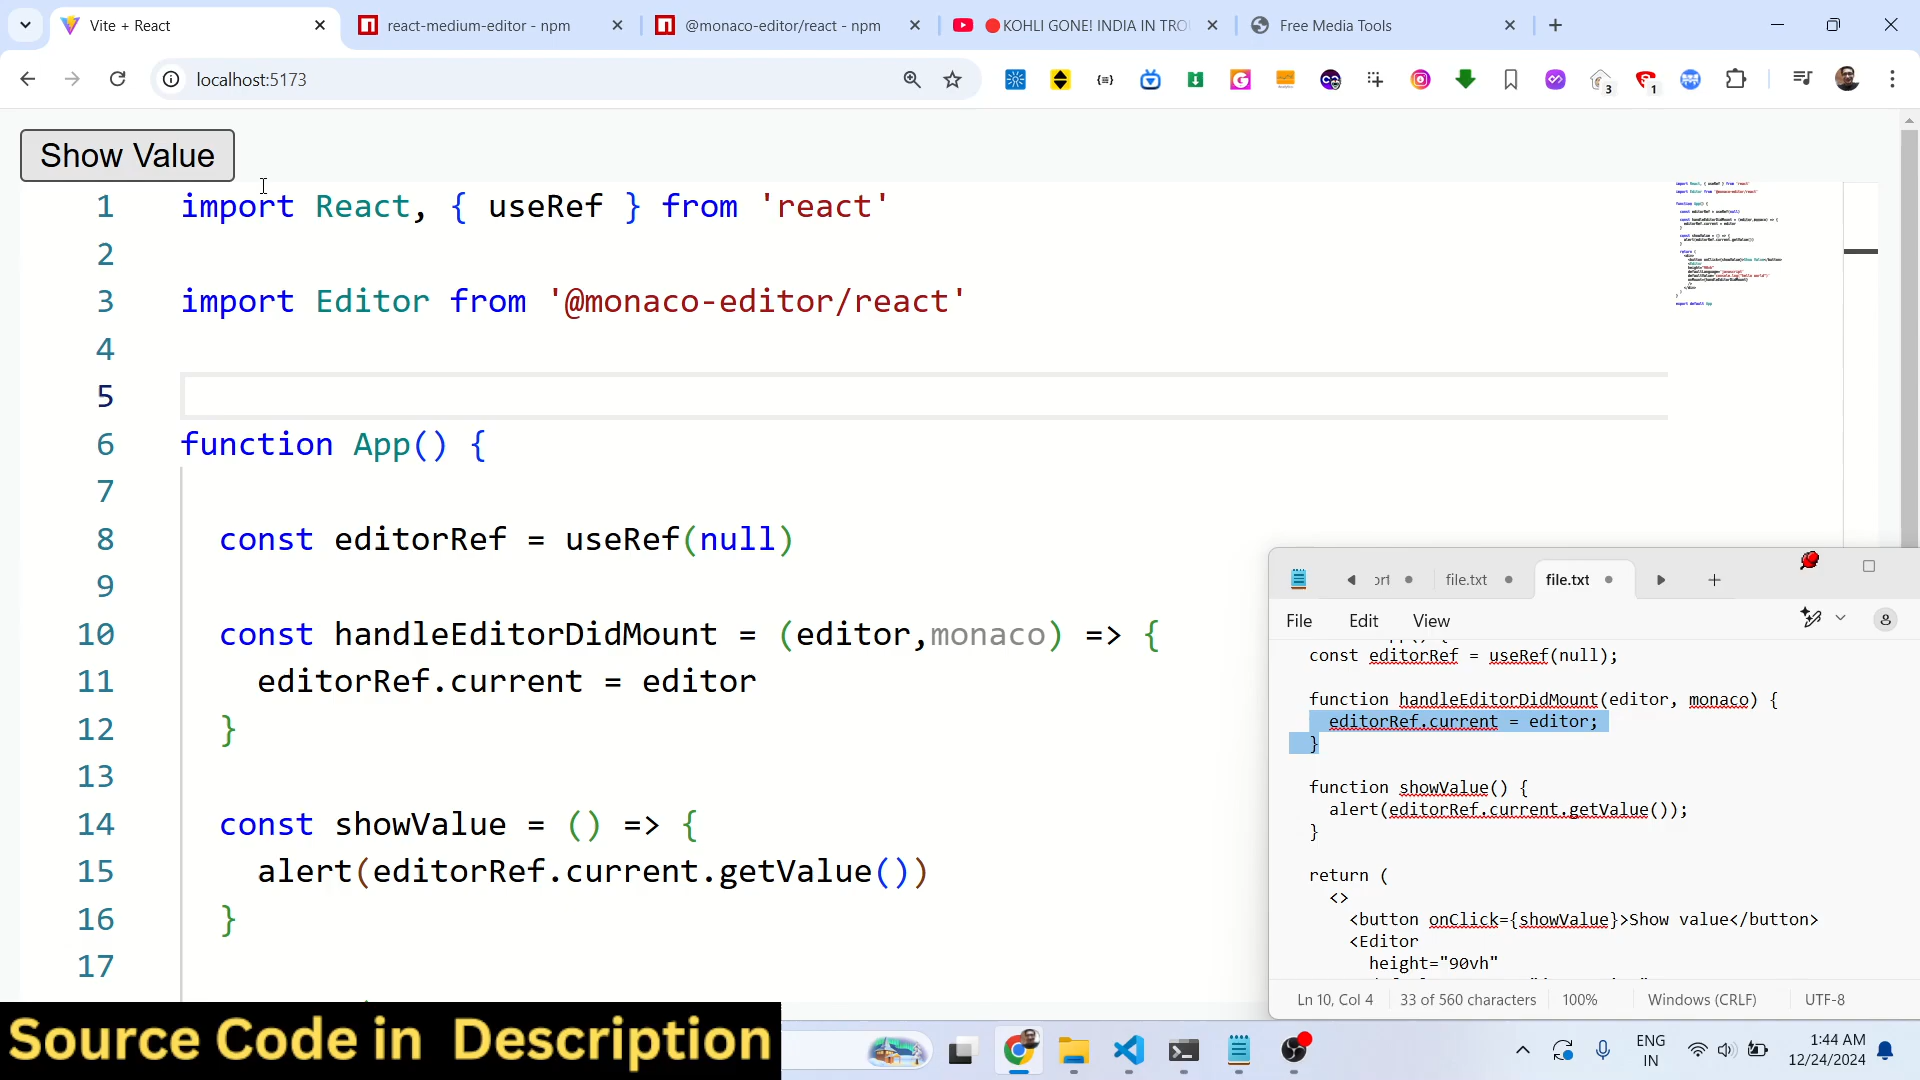 Vite + React
react-medium-editor - npm
@monaco-editor/react - npm
KOHLI GONE! INDIA IN TRO
Free Media Tools
localhost:5173
3
1
Show Value
1 import React, { useRef } from 'react'
2
3 import Editor from '@monaco-editor/react'
4
5
6 function App() {
7
8 const editorRef = useRef(null)
9
10 const handleEditorDidMount = (editor,monaco) => {
11 editorRef.current = editor
12 }
13
14 const showValue = () => {
15 alert(editorRef.current.getValue())
16 }
17
ort
file.txt
file.txt
File Edit View
const editorRef = useRef(null);
function handleEditorDidMount(editor, monaco) {
editorRef.current = editor;
}
function showValue() {
alert(editorRef.current.getValue());
}
return (
<>
<button onClick={showValue}>Show value</button>
<Editor
height="90vh"
Ln 10, Col 4 33 of 560 characters 100% Windows (CRLF) UTF-8
Source Code in Description
ENG
IN
1:44 AM
12/24/2024